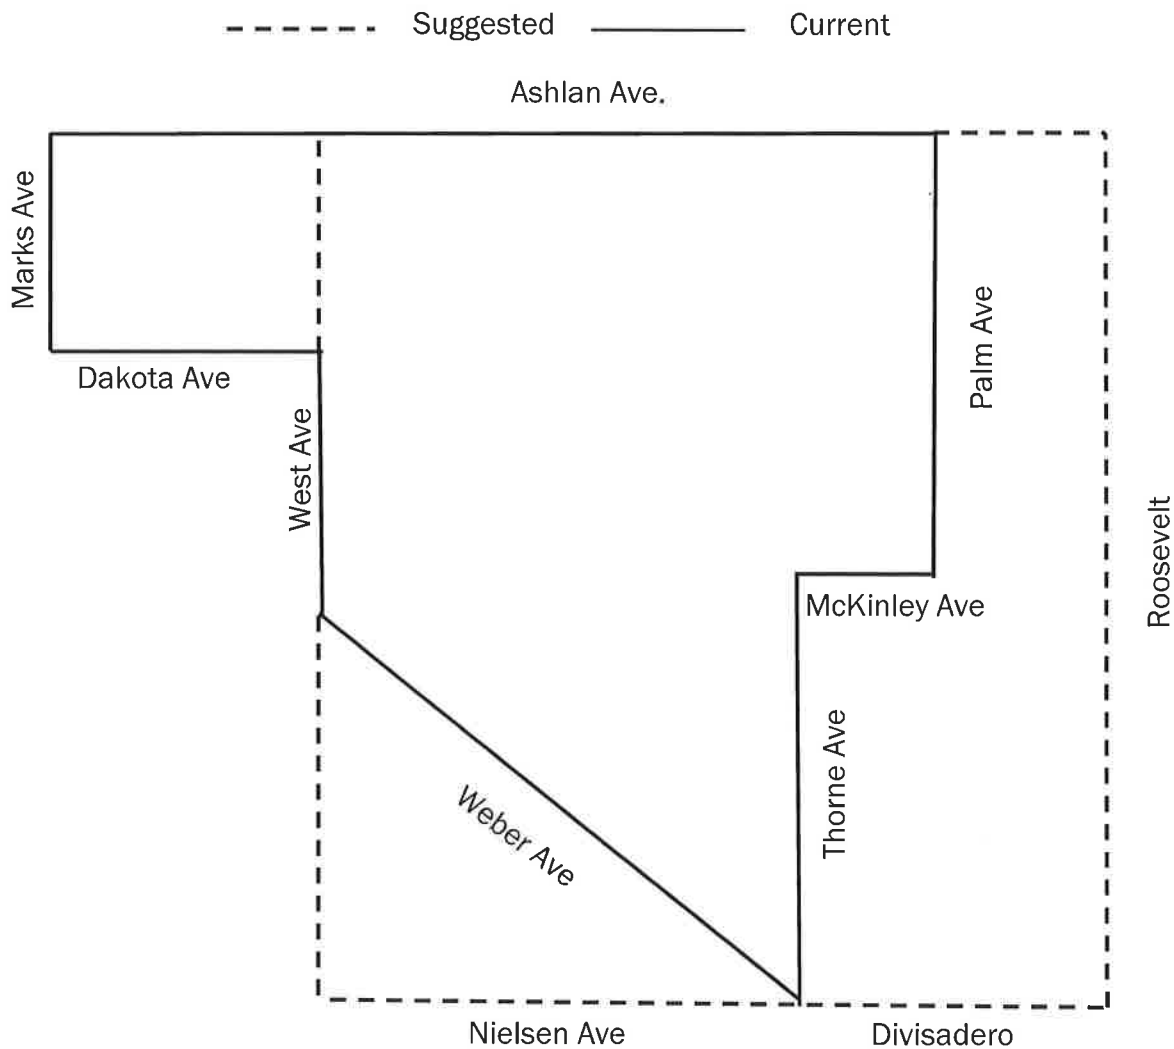 Suggested Current
Ashlan Ave.
Marks Ave
Dakota Ave
West Ave
Palm Ave
Roosevelt
McKinley Ave
Thorne Ave
Weber Ave
Nielsen Ave
Divisadero